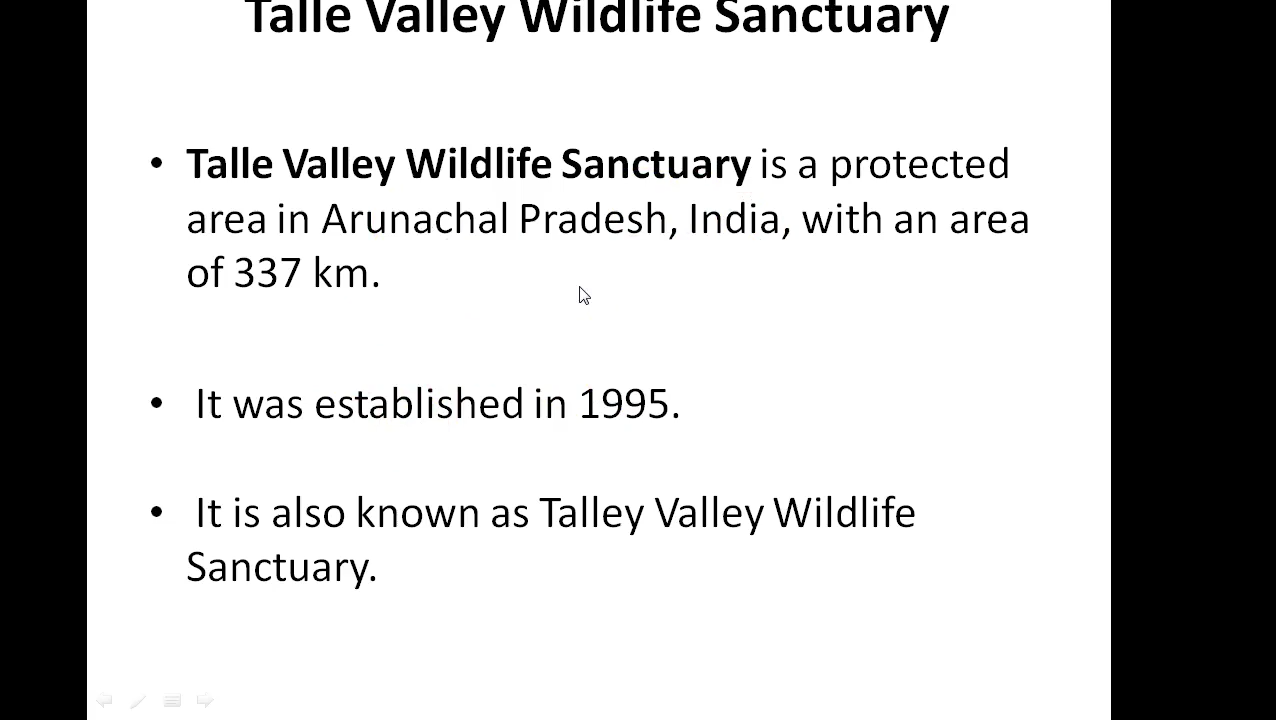 Talle Valley Wildlife Sanctuary
• Talle Valley Wildlife Sanctuary is a protected
area in Arunachal Pradesh, India, with an area
of 337 km.
• It was established in 1995.
• It is also known as Talley Valley Wildlife
Sanctuary.